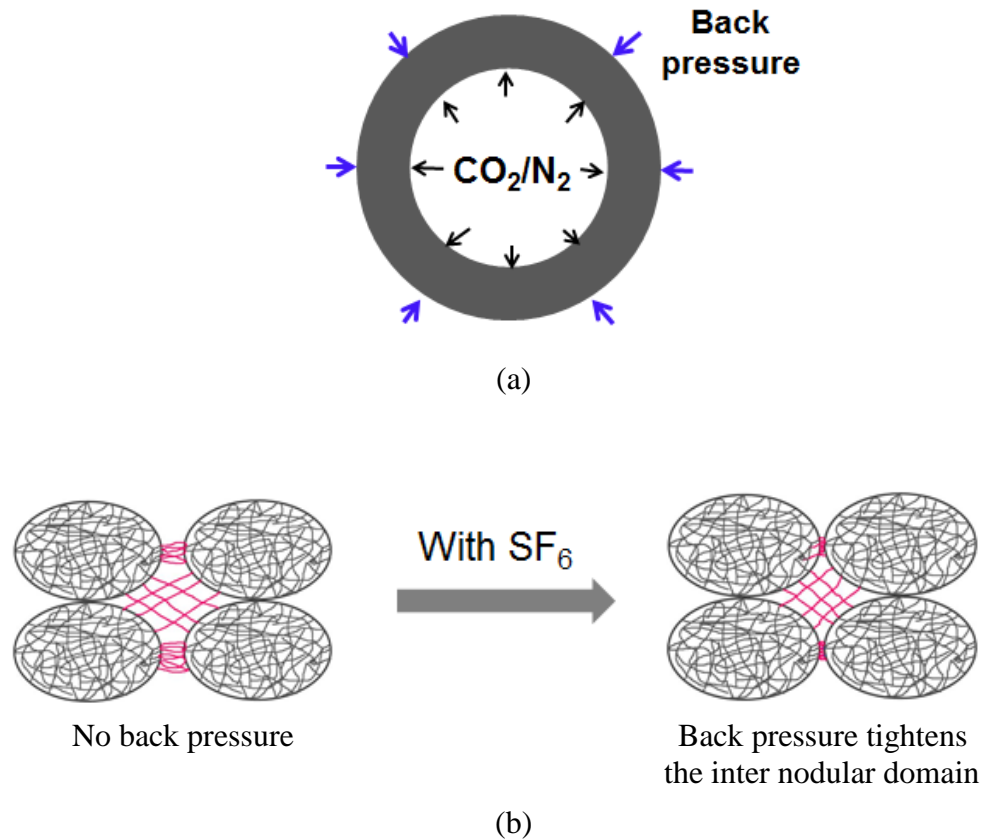 Back
pressure
CO₂/N₂
(a)
With SF₆
No back pressure
Back pressure tightens
the inter nodular domain
(b)